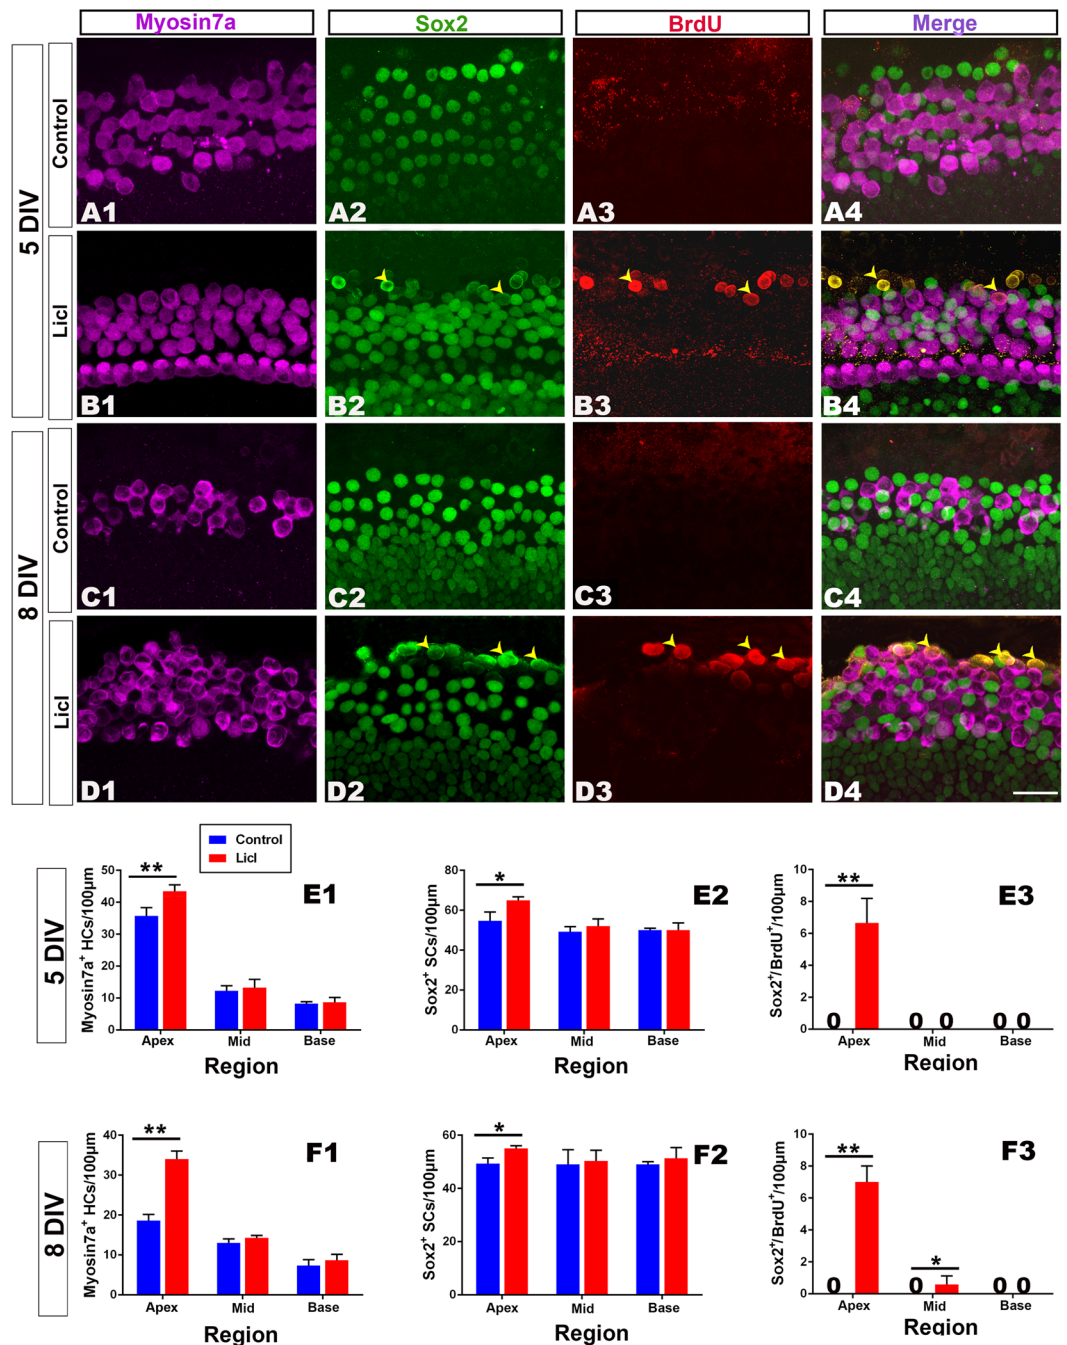 Myosin7a Sox2 BrdU Merge
5 DIV
Control
A1 A2 A3 A4
Licl
B1 B2 B3 B4
8 DIV
Control
C1 C2 C3 C4
Licl
D1 D2 D3 D4
Control
Licl
5 DIV
Myosin7a⁺ HCs/100μm
50
40
30
20
10
0
**
E1
Apex Mid Base
Region
Sox2⁺ SCs/100μm
80
60
40
20
0
*
E2
Apex Mid Base
Region
Sox2⁺/BrdU⁺/100μm
10
8
6
4
2
0
**
E3
0 0 0 0 0
Apex Mid Base
Region
8 DIV
Myosin7a⁺ HCs/100μm
40
30
20
10
0
**
F1
Apex Mid Base
Region
Sox2⁺ SCs/100μm
60
40
20
0
*
F2
Apex Mid Base
Region
Sox2⁺/BrdU⁺/100μm
10
8
6
4
2
0
**
*
F3
0 0 0 0
Apex Mid Base
Region